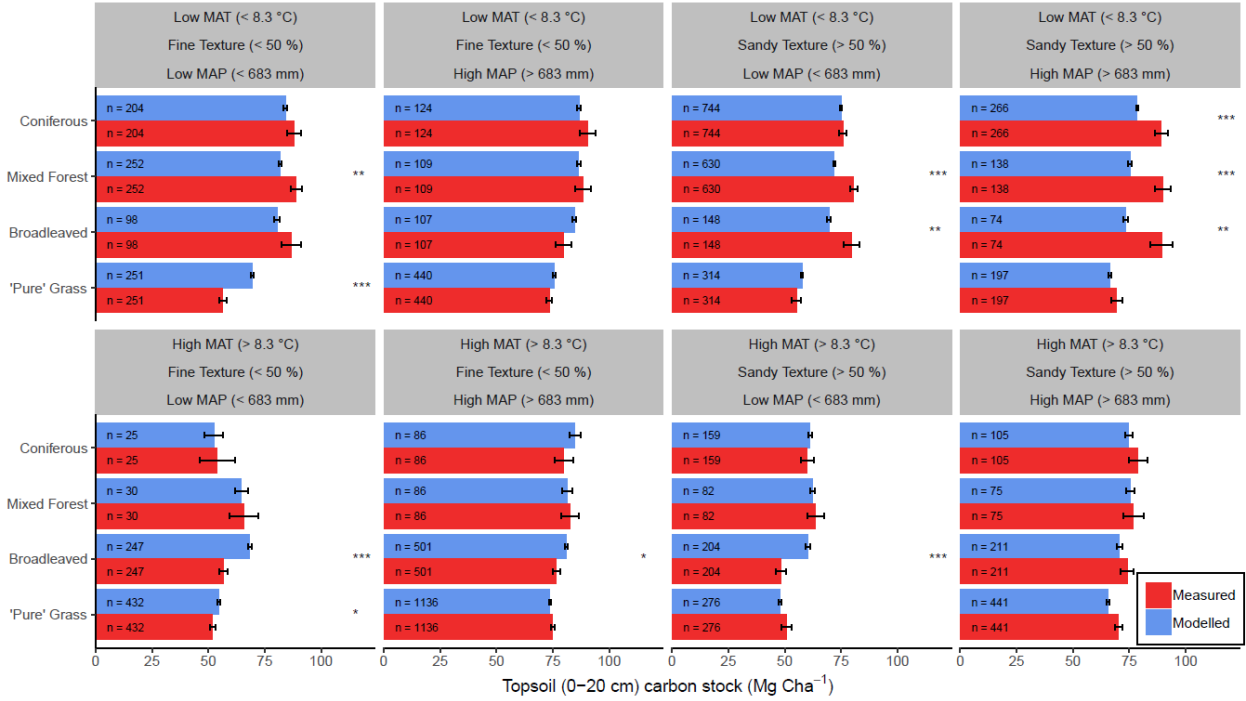 Low MAT (< 8.3 °C)
Fine Texture (< 50 %)
Low MAP (< 683 mm)
Low MAT (< 8.3 °C)
Fine Texture (< 50 %)
High MAP (> 683 mm)
Low MAT (< 8.3 °C)
Sandy Texture (> 50 %)
Low MAP (< 683 mm)
Low MAT (< 8.3 °C)
Sandy Texture (> 50 %)
High MAP (> 683 mm)
Coniferous
n = 204
n = 204
n = 124
n = 124
n = 744
n = 744
n = 266
n = 266
***
Mixed Forest
n = 252
n = 252
**
n = 109
n = 109
n = 630
n = 630
***
n = 138
n = 138
***
Broadleaved
n = 98
n = 98
n = 107
n = 107
n = 148
n = 148
**
n = 74
n = 74
**
'Pure' Grass
n = 251
n = 251
***
n = 440
n = 440
n = 314
n = 314
n = 197
n = 197
High MAT (> 8.3 °C)
Fine Texture (< 50 %)
Low MAP (< 683 mm)
High MAT (> 8.3 °C)
Fine Texture (< 50 %)
High MAP (> 683 mm)
High MAT (> 8.3 °C)
Sandy Texture (> 50 %)
Low MAP (< 683 mm)
High MAT (> 8.3 °C)
Sandy Texture (> 50 %)
High MAP (> 683 mm)
Coniferous
n = 25
n = 25
n = 86
n = 86
n = 159
n = 159
n = 105
n = 105
Mixed Forest
n = 30
n = 30
n = 86
n = 86
n = 82
n = 82
n = 75
n = 75
Broadleaved
n = 247
n = 247
***
n = 501
n = 501
*
n = 204
n = 204
***
n = 211
n = 211
'Pure' Grass
n = 432
n = 432
*
n = 1136
n = 1136
n = 276
n = 276
n = 441
n = 441
Measured
Modelled
0 25 50 75 100
0 25 50 75 100
0 25 50 75 100
0 25 50 75 100
Topsoil (0−20 cm) carbon stock (Mg Cha⁻¹)